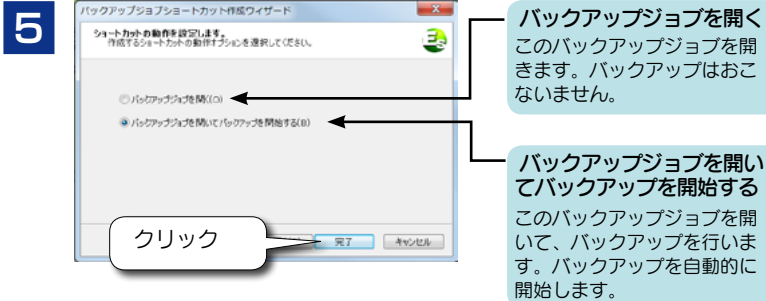 5
バックアップジョブショートカット作成ウィザード
ショートカットの動作を設定します。
作成するショートカットの動作オプションを選択してください。
バックアップジョブを開く(O)
バックアップジョブを開いてバックアップを開始する(B)
クリック
完了
キャンセル
バックアップジョブを開く
このバックアップジョブを開
きます。バックアップはおこ
ないません。
バックアップジョブを開い
てバックアップを開始する
このバックアップジョブを開
いて、バックアップを行いま
す。バックアップを自動的に
開始します。